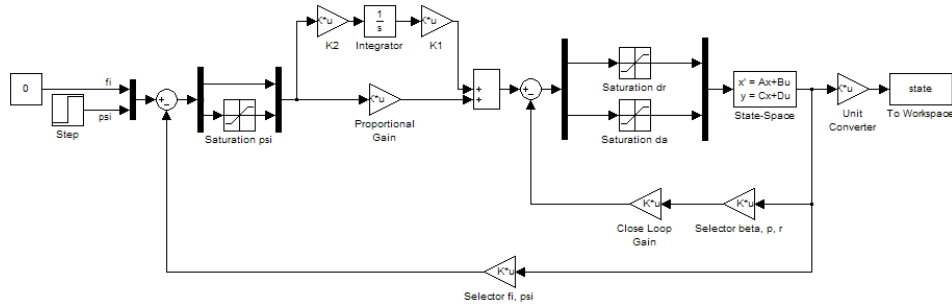 0
fi
psi
Step
+
−
Saturation psi
K*u
K2
1
s
Integrator
K*u
K1
K*u
Proportional
Gain
+
+
+
−
Saturation dr
Saturation da
x' = Ax+Bu
y = Cx+Du
State-Space
K*u
Unit
Converter
state
To Workspace
K*u
Close Loop
Gain
K*u
Selector beta, p, r
K*u
Selector fi, psi